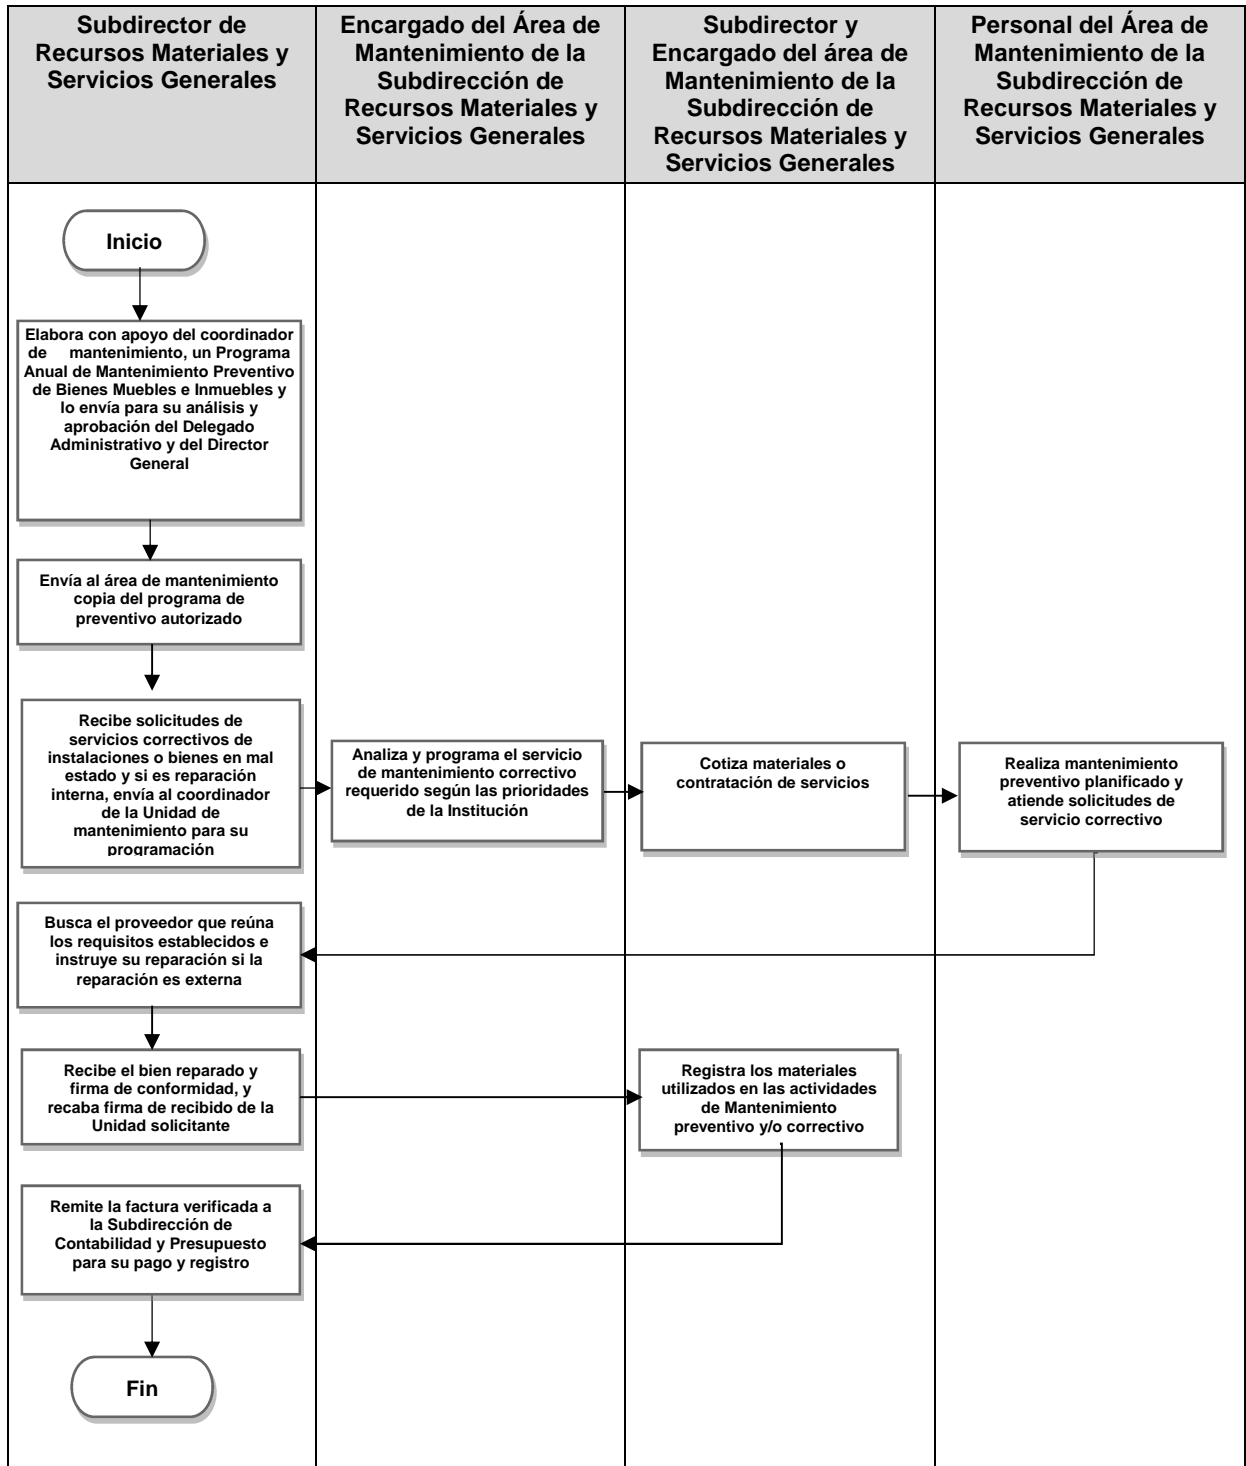 Subdirector de
Recursos Materiales y
Servicios Generales
Encargado del Área de
Mantenimiento de la
Subdirección de
Recursos Materiales y
Servicios Generales
Subdirector y
Encargado del área de
Mantenimiento de la
Subdirección de
Recursos Materiales y
Servicios Generales
Personal del Área de
Mantenimiento de la
Subdirección de
Recursos Materiales y
Servicios Generales
Inicio
Elabora con apoyo del coordinador
de mantenimiento, un Programa
Anual de Mantenimiento Preventivo
de Bienes Muebles e Inmuebles y
lo envía para su análisis y
aprobación del Delegado
Administrativo y del Director
General
Envía al área de mantenimiento
copia del programa de
preventivo autorizado
Recibe solicitudes de
servicios correctivos de
instalaciones o bienes en mal
estado y si es reparación
interna, envía al coordinador
de la Unidad de
mantenimiento para su
programación
Analiza y programa el servicio
de mantenimiento correctivo
requerido según las prioridades
de la Institución
Cotiza materiales o
contratación de servicios
Realiza mantenimiento
preventivo planificado y
atiende solicitudes de
servicio correctivo
Busca el proveedor que reúna
los requisitos establecidos e
instruye su reparación si la
reparación es externa
Recibe el bien reparado y
firma de conformidad, y
recaba firma de recibido de la
Unidad solicitante
Registra los materiales
utilizados en las actividades
de Mantenimiento
preventivo y/o correctivo
Remite la factura verificada a
la Subdirección de
Contabilidad y Presupuesto
para su pago y registro
Fin